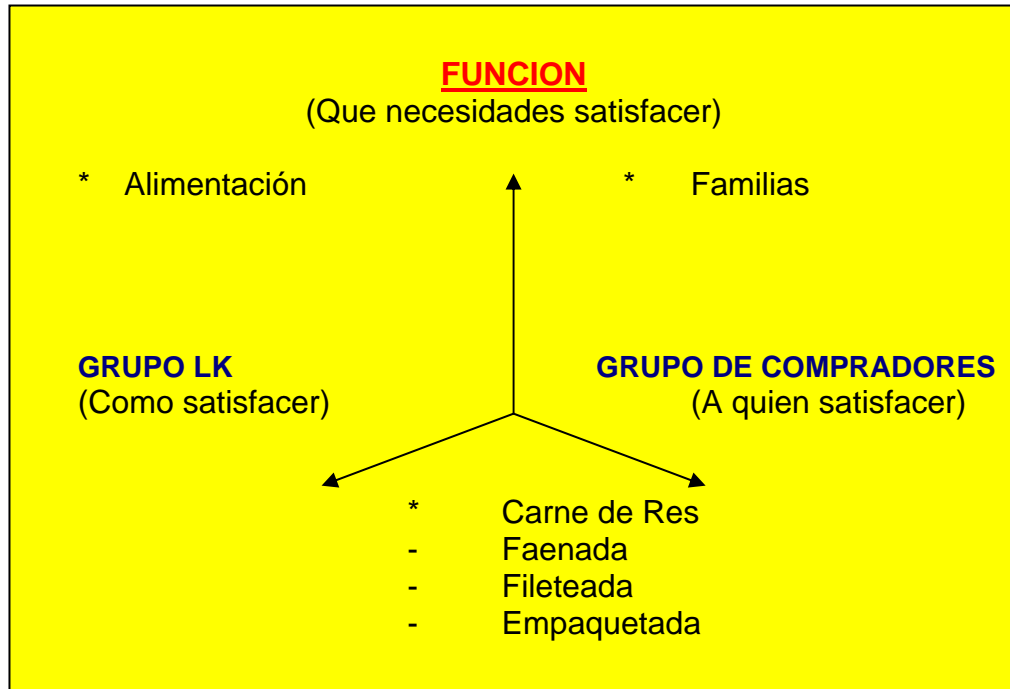 FUNCION
(Que necesidades satisfacer)
* Alimentación * Familias
GRUPO LK GRUPO DE COMPRADORES
(Como satisfacer) (A quien satisfacer)
* Carne de Res
- Faenada
- Fileteada
- Empaquetada